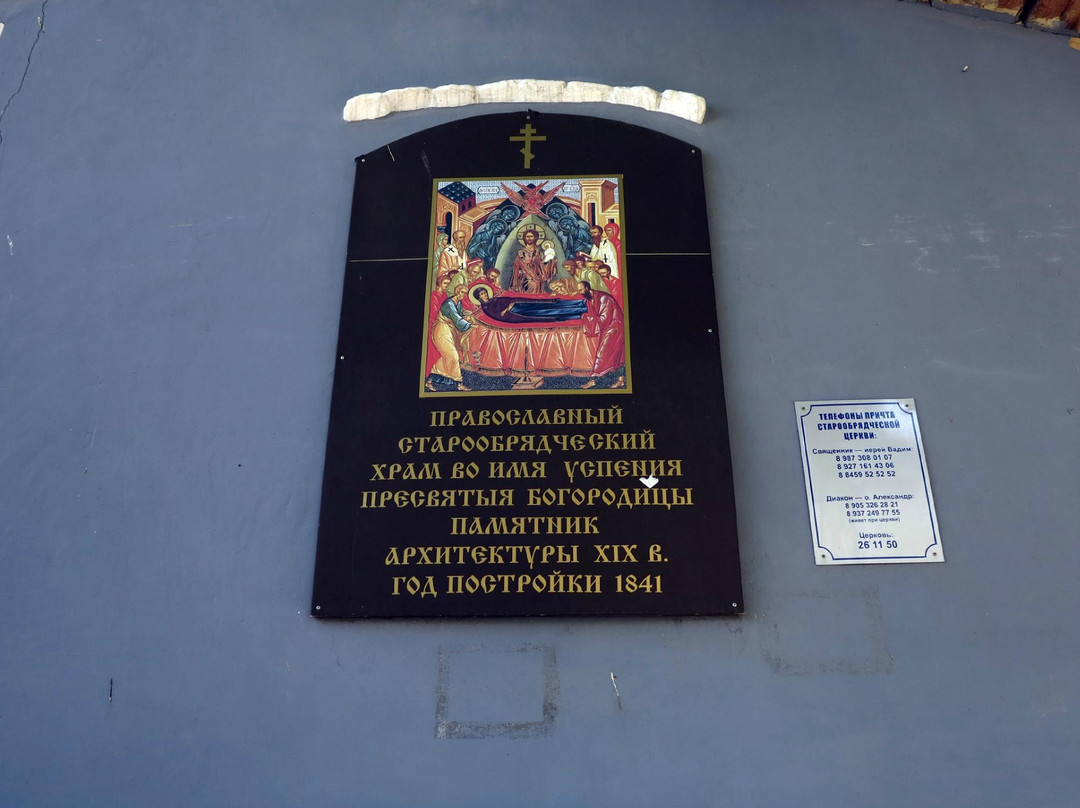 ПРАВОСЛАВНЫЙ
СТАРООБРЯДЧЕСКИЙ
ХРАМ ВО ИМЯ УСПЕНИЯ
ПРЕСВЯТЫЯ БОГОРОДИЦЫ
ПАМЯТНИК
АРХИТЕКТУРЫ XIX В.
ГОД ПОСТРОЙКИ 1841
ТЕЛЕФОНЫ ПРИЧТА
СТАРООБРЯДЧЕСКОЙ
ЦЕРКВИ:
Священник — иерей Вадим:
8 987 308 01 07
8 927 161 43 06
8 8459 52 52 52
Диакон — о. Александр:
8 905 326 28 21
8 937 249 77 55
(живет при церкви)
Церковь:
26 11 50